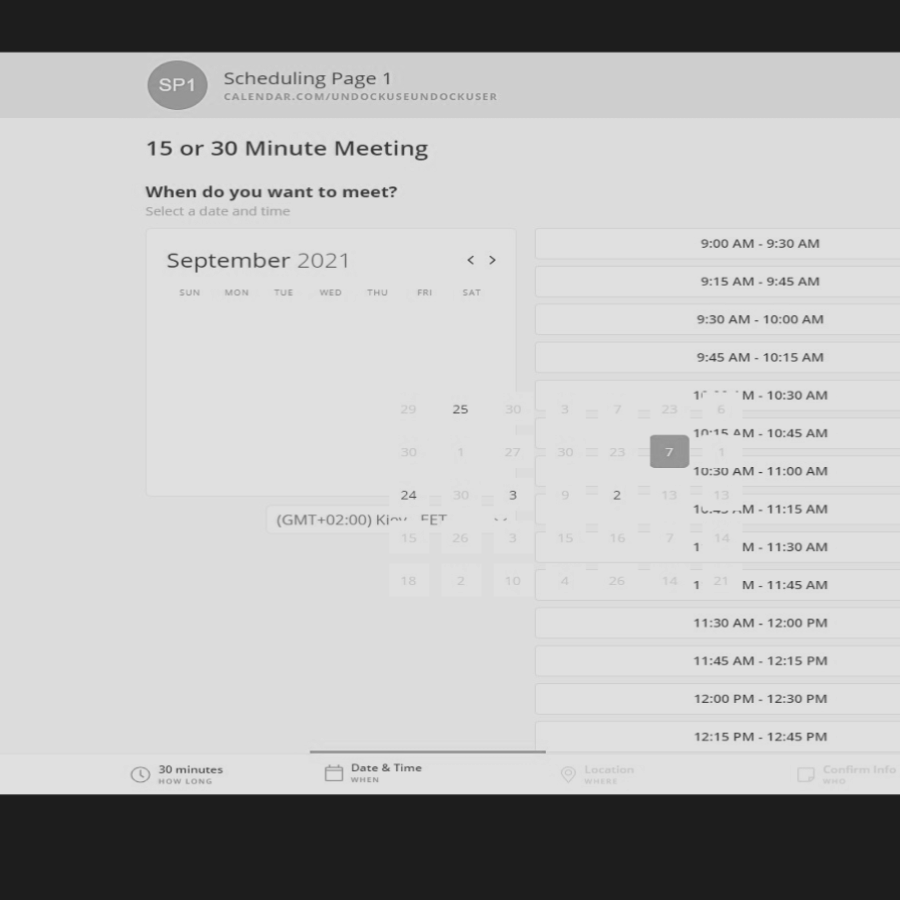 SP1
Scheduling Page 1
CALENDAR.COM/UNDOCKUSEUNDOCKUSER
15 or 30 Minute Meeting
When do you want to meet?
Select a date and time
September 2021 < >
SUN MON TUE WED THU FRI SAT
29 25 30 3 7 23 6
30 1 27 30 23 7 1
24 30 3 9 2 13 13
15 26 3 15 16 7 14
18 2 10 4 26 14 21
(GMT+02:00) Kiev EET
9:00 AM - 9:30 AM
9:15 AM - 9:45 AM
9:30 AM - 10:00 AM
9:45 AM - 10:15 AM
M - 10:30 AM
10:15 AM - 10:45 AM
10:30 AM - 11:00 AM
M - 11:15 AM
M - 11:30 AM
M - 11:45 AM
11:30 AM - 12:00 PM
11:45 AM - 12:15 PM
12:00 PM - 12:30 PM
12:15 PM - 12:45 PM
30 minutes
HOW LONG
Date & Time
WHEN
Location
WHERE
Confirm Info
WHO